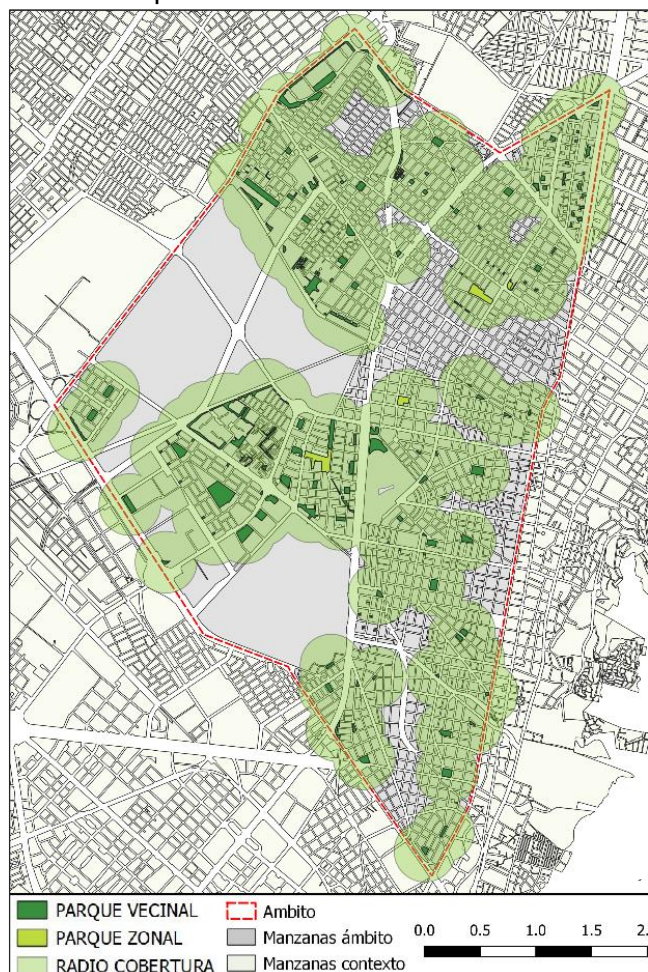 PARQUE VECINAL
PARQUE ZONAL
RADIO COBERTURA
Ambito
Manzanas ámbito
Manzanas contexto
0.0 0.5 1.0 1.5